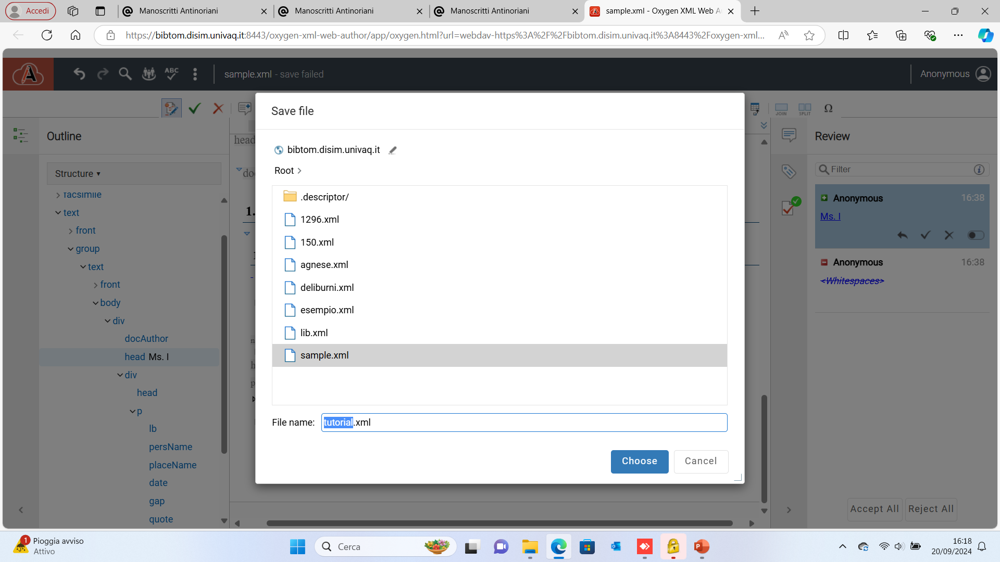 Accedi
Manoscritti Antinoriani
Manoscritti Antinoriani
Manoscritti Antinoriani
sample.xml - Oxygen XML Web A
https://bibtom.disim.univaq.it:8443/oxygen-xml-web-author/app/oxygen.html?url=webdav-https%3A%2F%2Fbibtom.disim.univaq.it%3A8443%2Foxygen-xml...
ABC
sample.xml - save failed
Anonymous
JOIN
SPLIT
Ω
Outline
Structure
facsimile
text
front
group
text
front
body
div
docAuthor
head Ms. I
div
head
p
lb
persName
placeName
date
gap
quote
head
1.
Save file
bibtom.disim.univaq.it
Root >
.descriptor/
1296.xml
150.xml
agnese.xml
deliburni.xml
esempio.xml
lib.xml
sample.xml
File name: tutorial.xml
Choose
Cancel
Review
Filter
Anonymous 16:38
Ms. I
Anonymous 16:38
<Whitespaces>
Accept All
Reject All
1
Pioggia avviso
Attivo
Cerca
16:18
20/09/2024